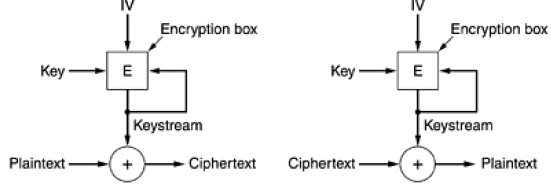 IV
Encryption box
Key
E
Keystream
Plaintext
+
Ciphertext
IV
Encryption box
Key
E
Keystream
Ciphertext
+
Plaintext